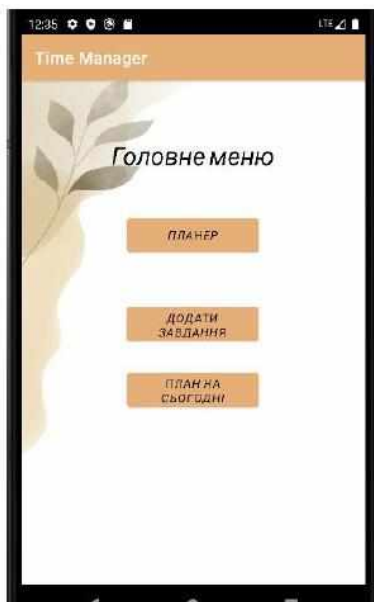 12:35
LTE
Time Manager
Головне меню
ПЛАНЕР
ДОДАТИ
ЗАВДАННЯ
ПЛАН НА
СЬОГОДНІ